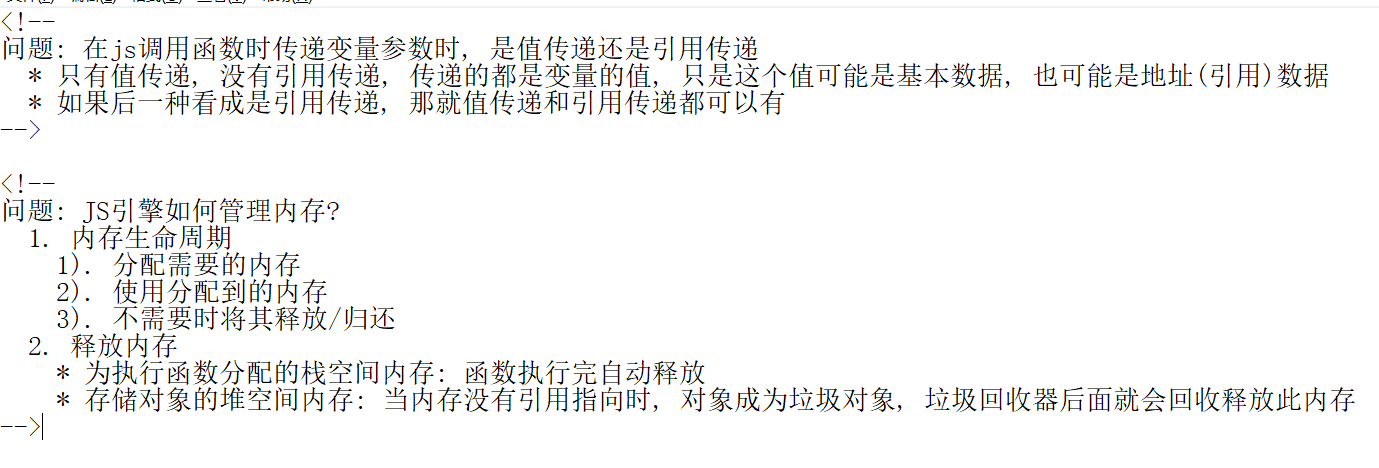 <!--
问题: 在js调用函数时传递变量参数时, 是值传递还是引用传递
  * 只有值传递, 没有引用传递, 传递的都是变量的值, 只是这个值可能是基本数据, 也可能是地址(引用)数据
  * 如果后一种看成是引用传递, 那就值传递和引用传递都可以有
-->
<!--
问题: JS引擎如何管理内存?
  1. 内存生命周期
    1). 分配需要的内存
    2). 使用分配到的内存
    3). 不需要时将其释放/归还
  2. 释放内存
    * 为执行函数分配的栈空间内存: 函数执行完自动释放
    * 存储对象的堆空间内存: 当内存没有引用指向时, 对象成为垃圾对象, 垃圾回收器后面就会回收释放此内存
-->